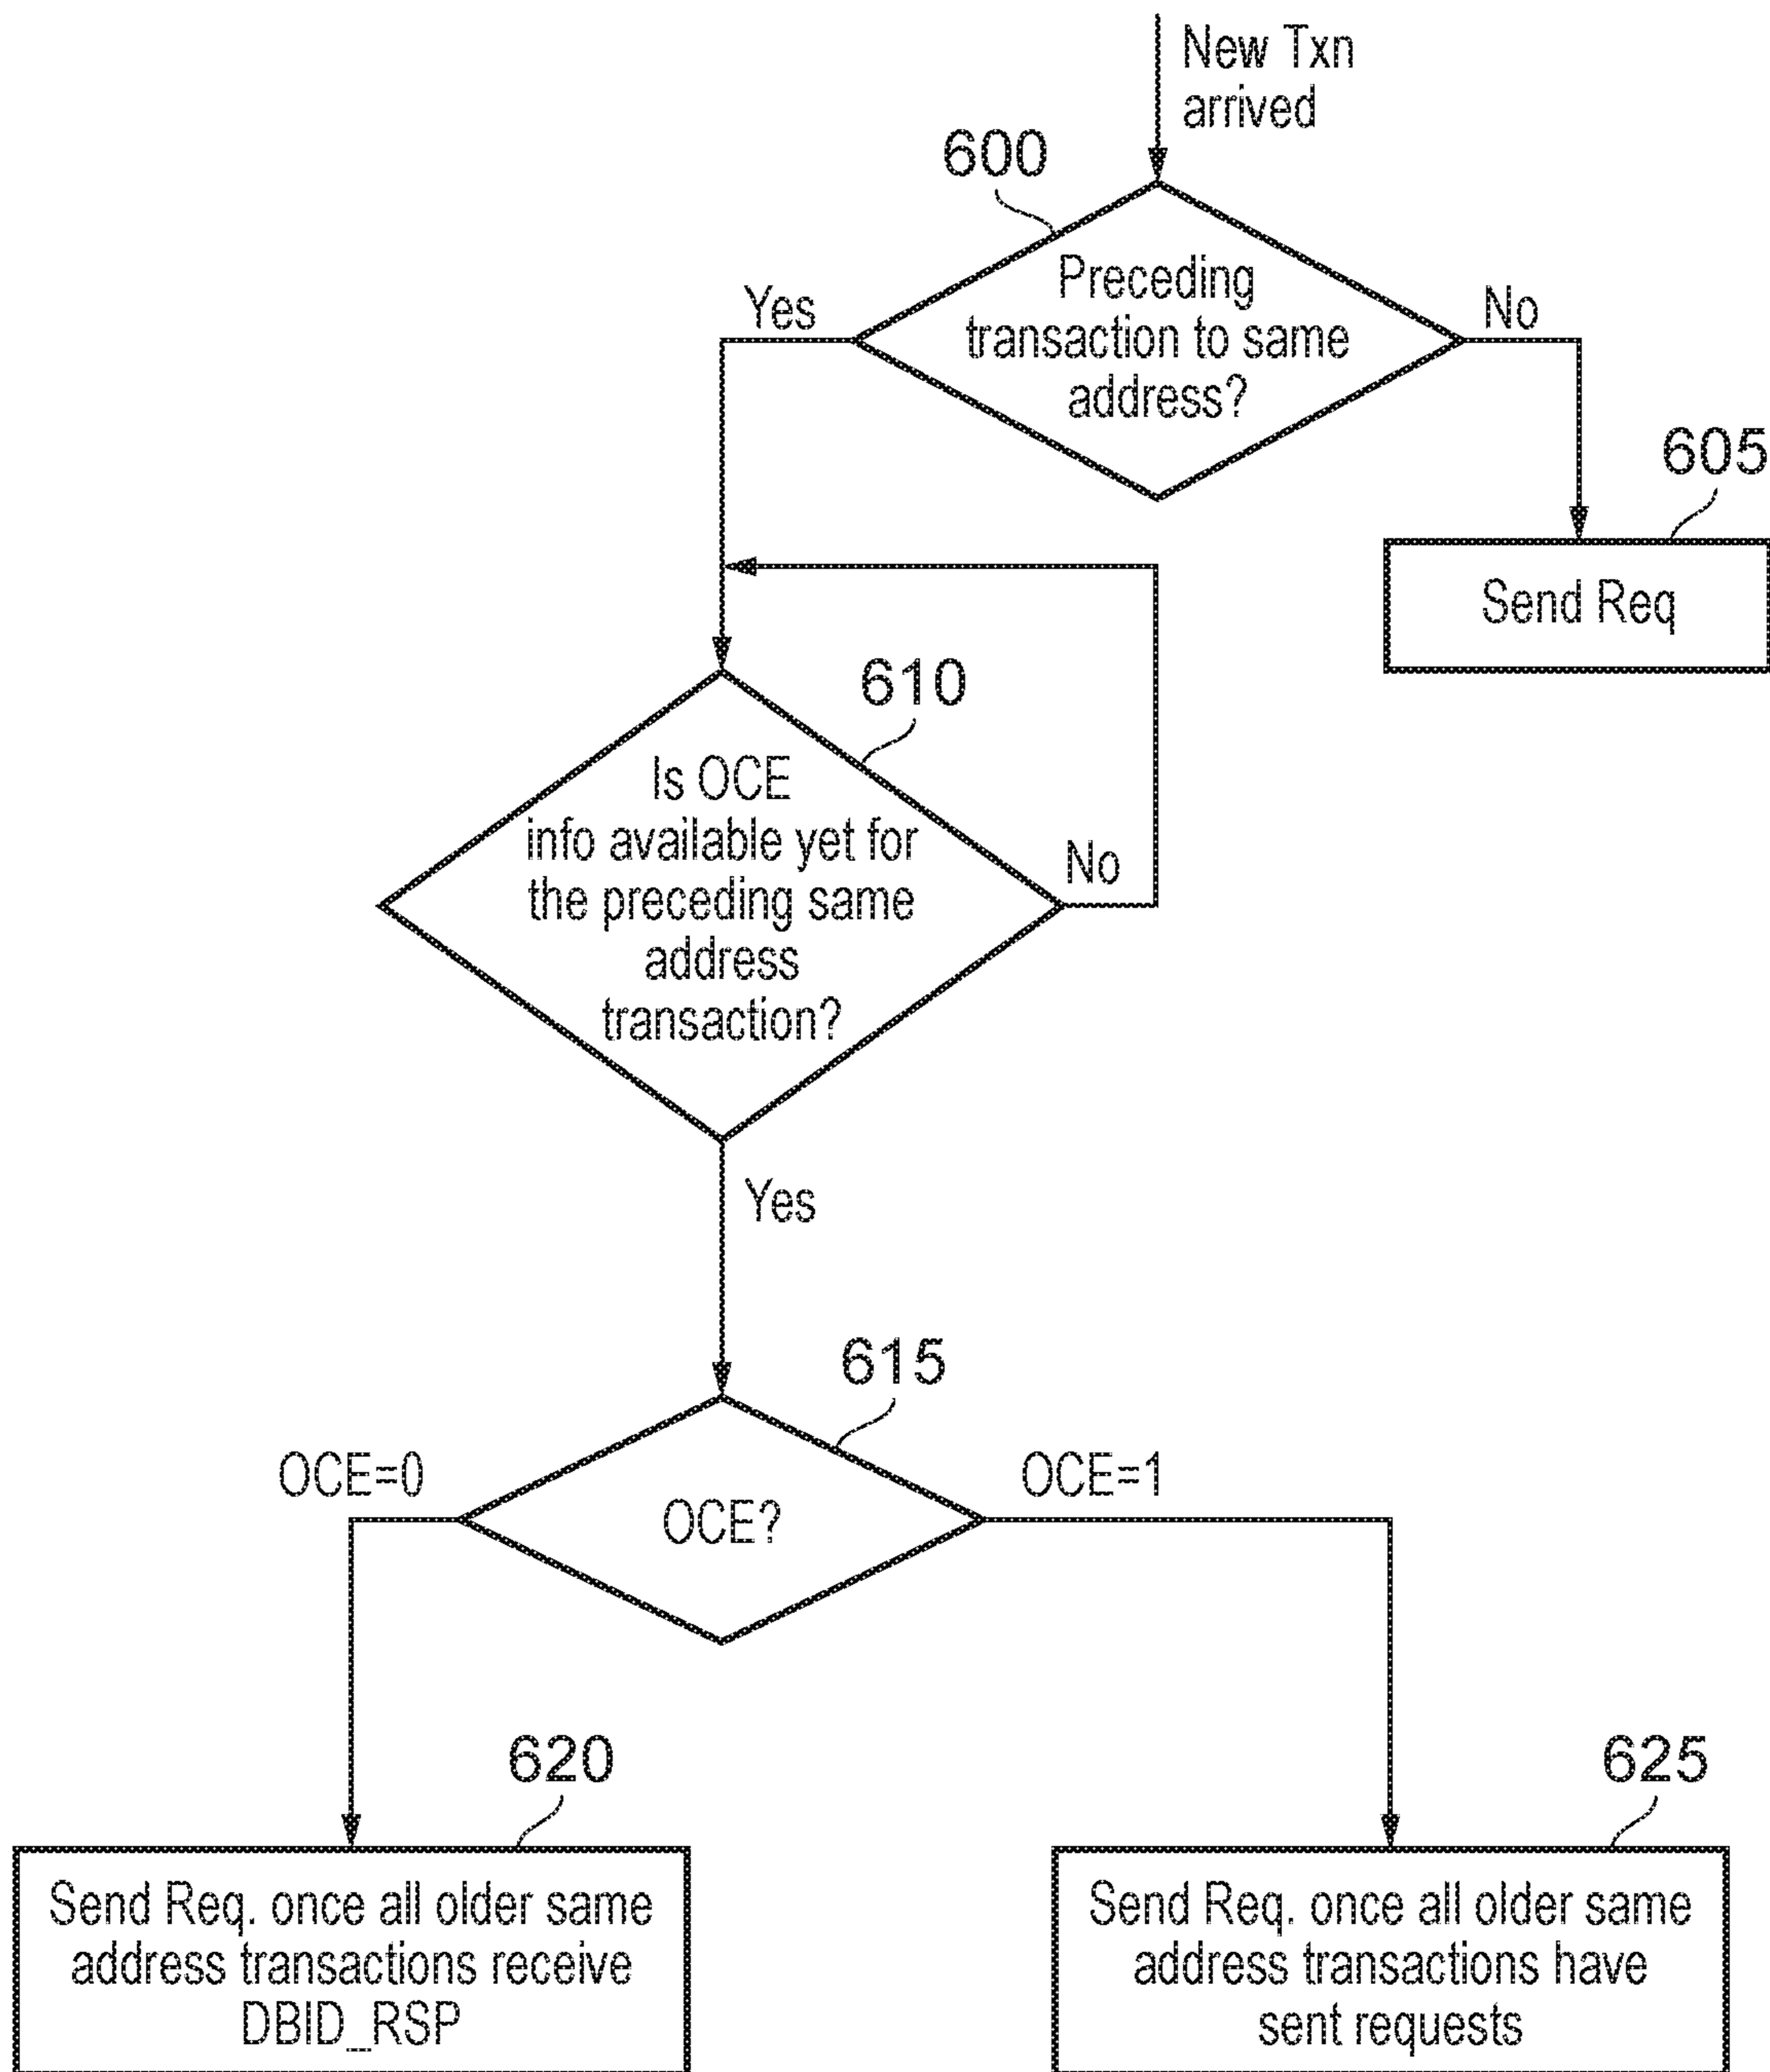 New Txn
arrived
600
Preceding
transaction to same
address?
Yes
No
605
Send Req
610
Is OCE
info available yet for
the preceding same
address
transaction?
No
Yes
615
OCE=0
OCE?
OCE=1
620
Send Req. once all older same
address transactions receive
DBID_RSP
625
Send Req. once all older same
address transactions have
sent requests